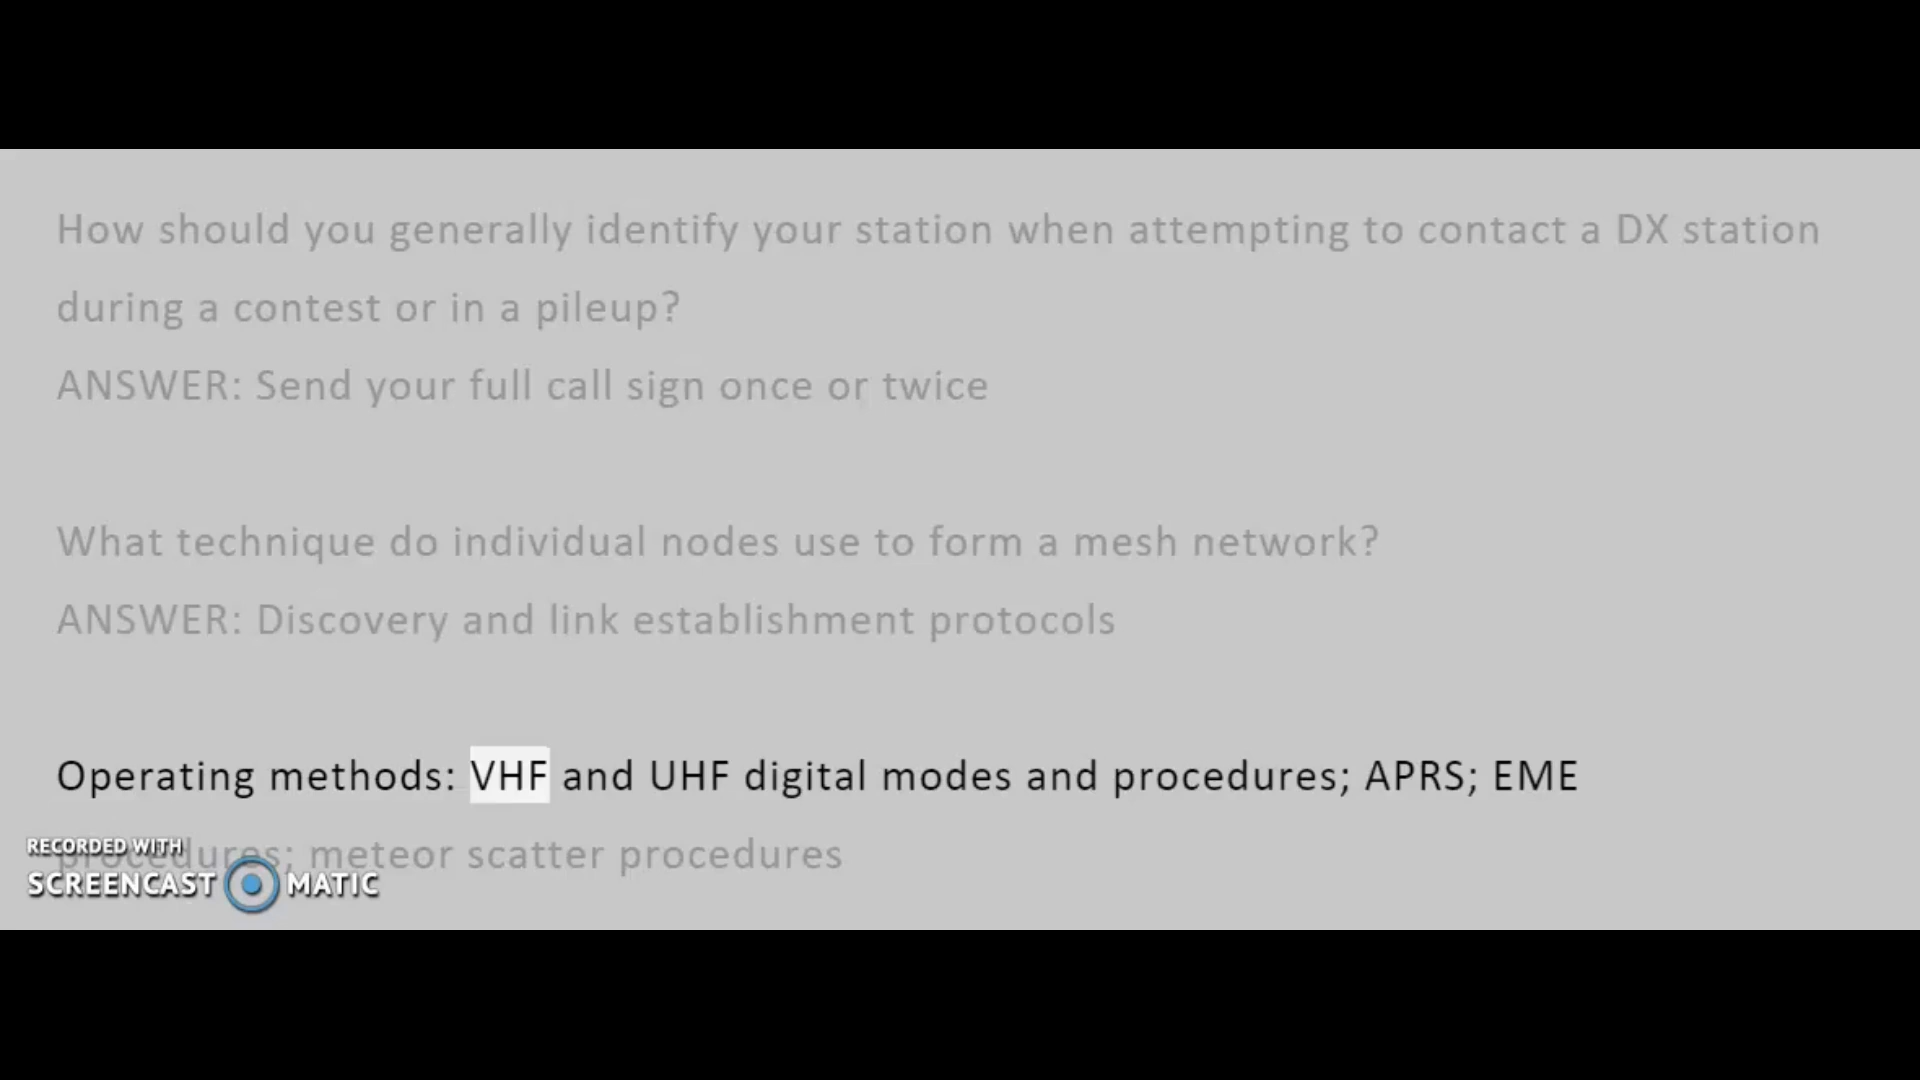 How should you generally identify your station when attempting to contact a DX station
during a contest or in a pileup?
ANSWER: Send your full call sign once or twice
What technique do individual nodes use to form a mesh network?
ANSWER: Discovery and link establishment protocols
Operating methods: VHF and UHF digital modes and procedures; APRS; EME
procedures; meteor scatter procedures
RECORDED WITH
SCREENCAST MATIC